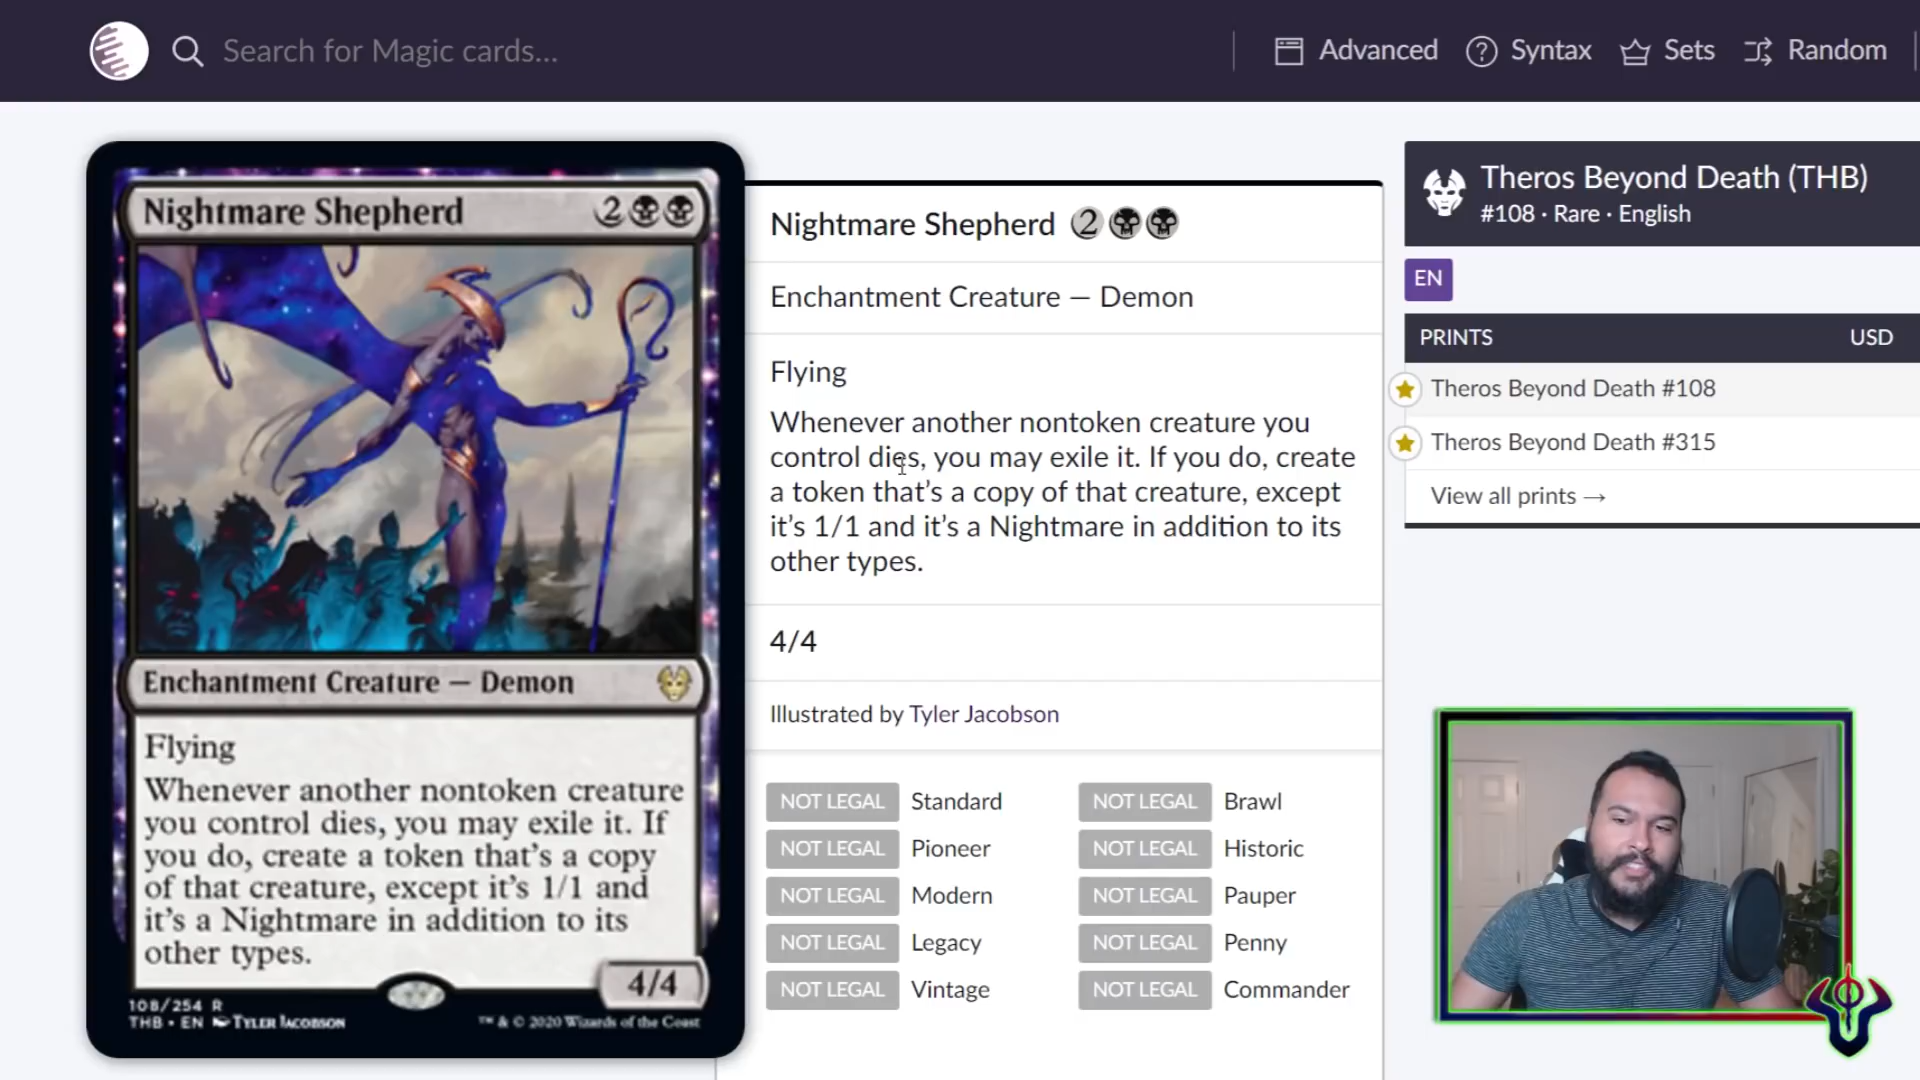 Search for Magic cards...
Advanced
Syntax
Sets
Random
Nightmare Shepherd 2
Enchantment Creature — Demon
Flying
Whenever another nontoken creature
you control dies, you may exile it. If
you do, create a token that's a copy
of that creature, except it's 1/1 and
it's a Nightmare in addition to its
other types.
4/4
108/254 R
THB • EN Tyler Jacobson
™ & © 2020 Wizards of the Coast
Nightmare Shepherd 2
Enchantment Creature — Demon
Flying
Whenever another nontoken creature you
control dies, you may exile it. If you do, create
a token that's a copy of that creature, except
it's 1/1 and it's a Nightmare in addition to its
other types.
4/4
Illustrated by Tyler Jacobson
NOT LEGAL Standard
NOT LEGAL Brawl
NOT LEGAL Pioneer
NOT LEGAL Historic
NOT LEGAL Modern
NOT LEGAL Pauper
NOT LEGAL Legacy
NOT LEGAL Penny
NOT LEGAL Vintage
NOT LEGAL Commander
Theros Beyond Death (THB)
#108 · Rare · English
EN
PRINTS USD
Theros Beyond Death #108
Theros Beyond Death #315
View all prints →